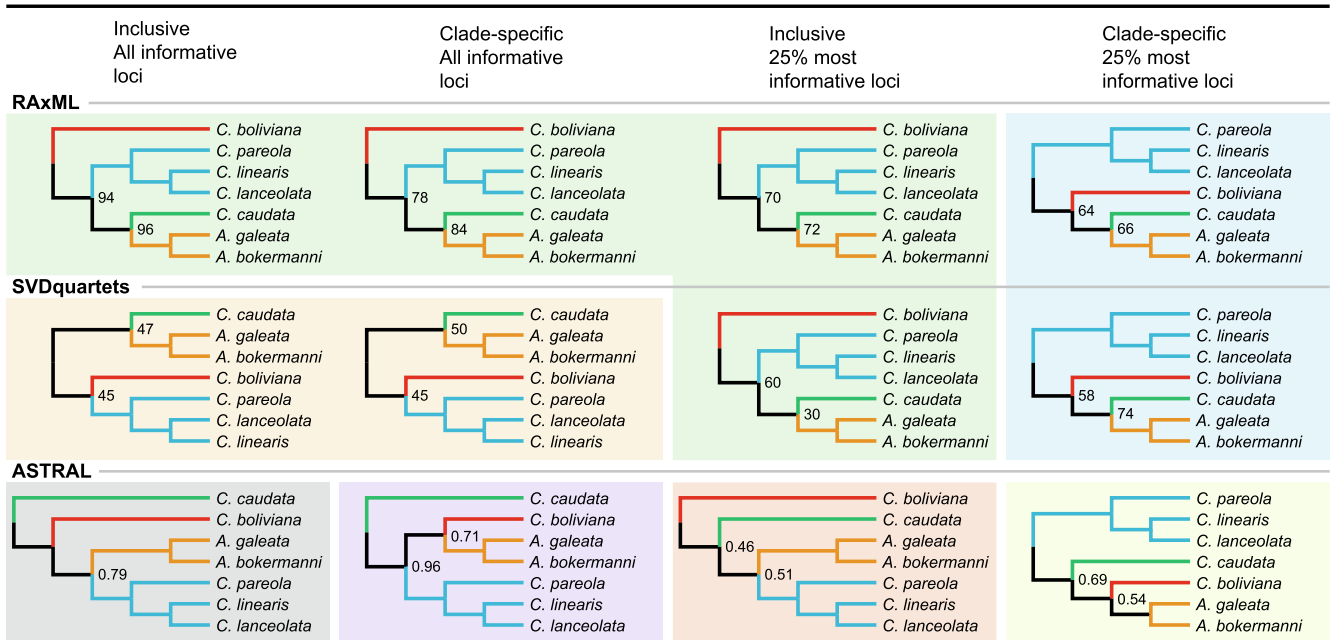 Inclusive
All informative
loci
Clade-specific
All informative
loci
Inclusive
25% most
informative loci
Clade-specific
25% most
informative loci
RAxML
C. boliviana
C. pareola
C. linearis
C. lanceolata
C. caudata
A. galeata
A. bokermanni
94
96
C. boliviana
C. pareola
C. linearis
C. lanceolata
C. caudata
A. galeata
A. bokermanni
78
84
C. boliviana
C. pareola
C. linearis
C. lanceolata
C. caudata
A. galeata
A. bokermanni
70
72
C. pareola
C. linearis
C. lanceolata
C. boliviana
C. caudata
A. galeata
A. bokermanni
64
66
SVDquartets
C. caudata
A. galeata
A. bokermanni
C. boliviana
C. pareola
C. lanceolata
C. linearis
47
45
C. caudata
A. galeata
A. bokermanni
C. boliviana
C. pareola
C. lanceolata
C. linearis
50
45
C. boliviana
C. pareola
C. linearis
C. lanceolata
C. caudata
A. galeata
A. bokermanni
60
30
C. pareola
C. linearis
C. lanceolata
C. boliviana
C. caudata
A. galeata
A. bokermanni
58
74
ASTRAL
C. caudata
C. boliviana
A. galeata
A. bokermanni
C. pareola
C. linearis
C. lanceolata
0.79
C. caudata
C. boliviana
A. galeata
A. bokermanni
C. pareola
C. linearis
C. lanceolata
0.71
0.96
C. boliviana
C. caudata
A. galeata
A. bokermanni
C. pareola
C. linearis
C. lanceolata
0.46
0.51
C. pareola
C. linearis
C. lanceolata
C. caudata
C. boliviana
A. galeata
A. bokermanni
0.69
0.54